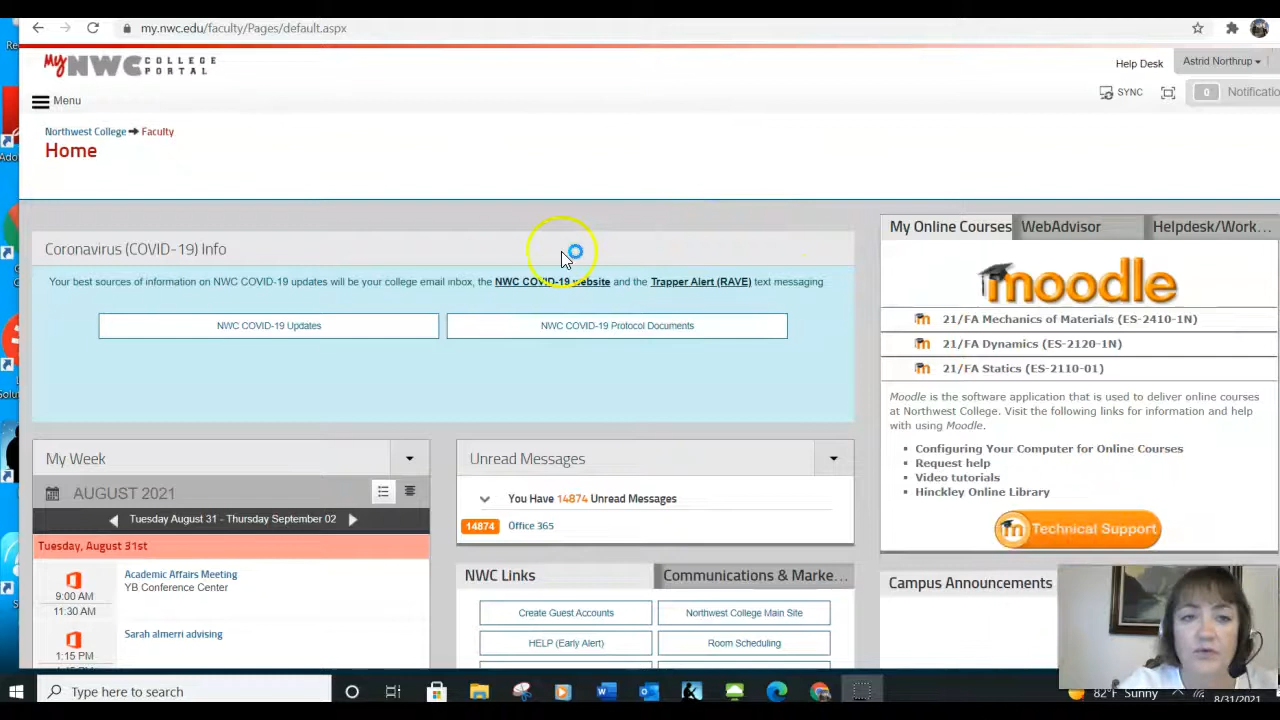 my.nwc.edu/faculty/Pages/default.aspx
MyNWC COLLEGE PORTAL
Help Desk
Astrid Northrup
Menu
SYNC
0
Northwest College
Faculty
Home
Coronavirus (COVID-19) Info
Your best sources of information on NWC COVID-19 updates will be your college email inbox, the NWC COVID-19 Website and the Trapper Alert (RAVE) text messaging
NWC COVID-19 Updates
NWC COVID-19 Protocol Documents
My Online Courses
WebAdvisor
Helpdesk/Work...
moodle
21/FA Mechanics of Materials (ES-2410-1N)
21/FA Dynamics (ES-2120-1N)
21/FA Statics (ES-2110-01)
Moodle is the software application that is used to deliver online courses
at Northwest College. Visit the following links for information and help
with using Moodle.
Configuring Your Computer for Online Courses
Request help
Video tutorials
Hinckley Online Library
m Technical Support
Campus Announcements
My Week
AUGUST 2021
Tuesday August 31 - Thursday September 02
Tuesday, August 31st
9:00 AM
11:30 AM
Academic Affairs Meeting
YB Conference Center
1:15 PM
Sarah almerri advising
Unread Messages
You Have 14874 Unread Messages
14874
Office 365
NWC Links
Communications & Marke...
Create Guest Accounts
Northwest College Main Site
HELP (Early Alert)
Room Scheduling
Type here to search
82°F Sunny
8/31/2021